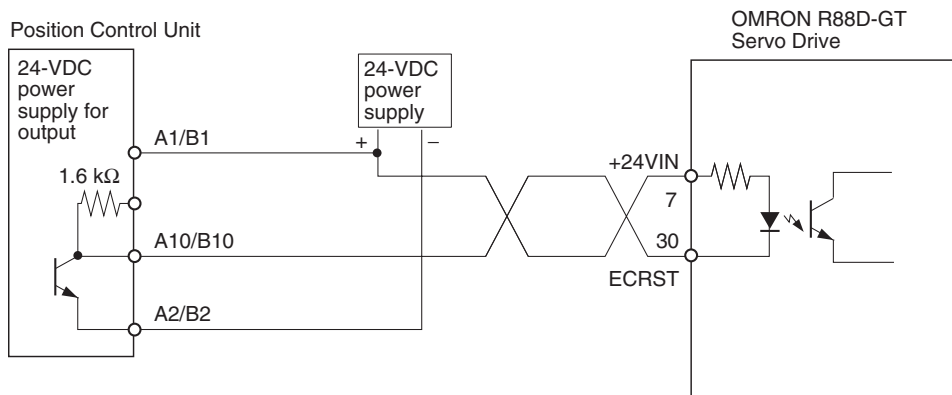 Position Control Unit
OMRON R88D-GT
Servo Drive
24-VDC
power
supply for
output
24-VDC
power
supply
A1/B1
+
−
+24VIN
1.6 kΩ
7
A10/B10
30
ECRST
A2/B2